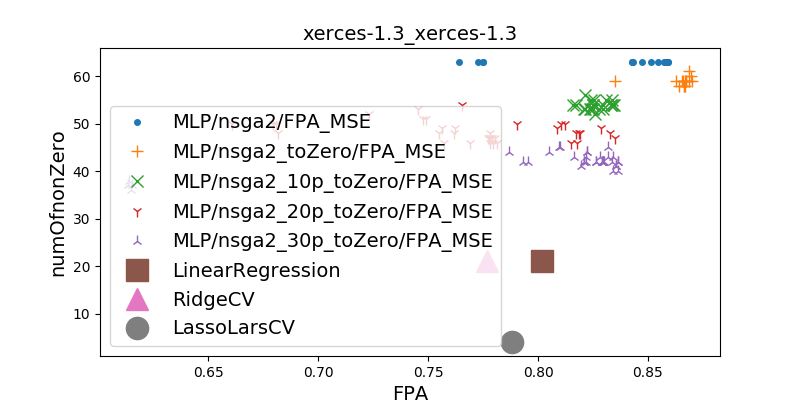 xerces-1.3_xerces-1.3
numOfnonZero
60
50
40
30
20
10
MLP/nsga2/FPA_MSE
MLP/nsga2_toZero/FPA_MSE
MLP/nsga2_10p_toZero/FPA_MSE
MLP/nsga2_20p_toZero/FPA_MSE
MLP/nsga2_30p_toZero/FPA_MSE
LinearRegression
RidgeCV
LassoLarsCV
0.65 0.70 0.75 0.80 0.85
FPA